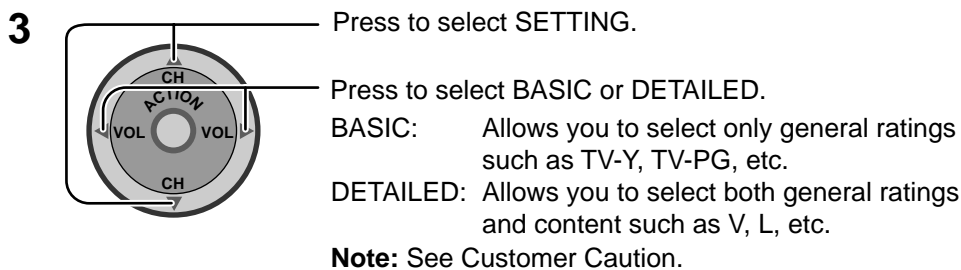 3
Press to select SETTING.
CH
ACTION
VOL
VOL
CH
Press to select BASIC or DETAILED.
BASIC: Allows you to select only general ratings
such as TV-Y, TV-PG, etc.
DETAILED: Allows you to select both general ratings
and content such as V, L, etc.
Note: See Customer Caution.